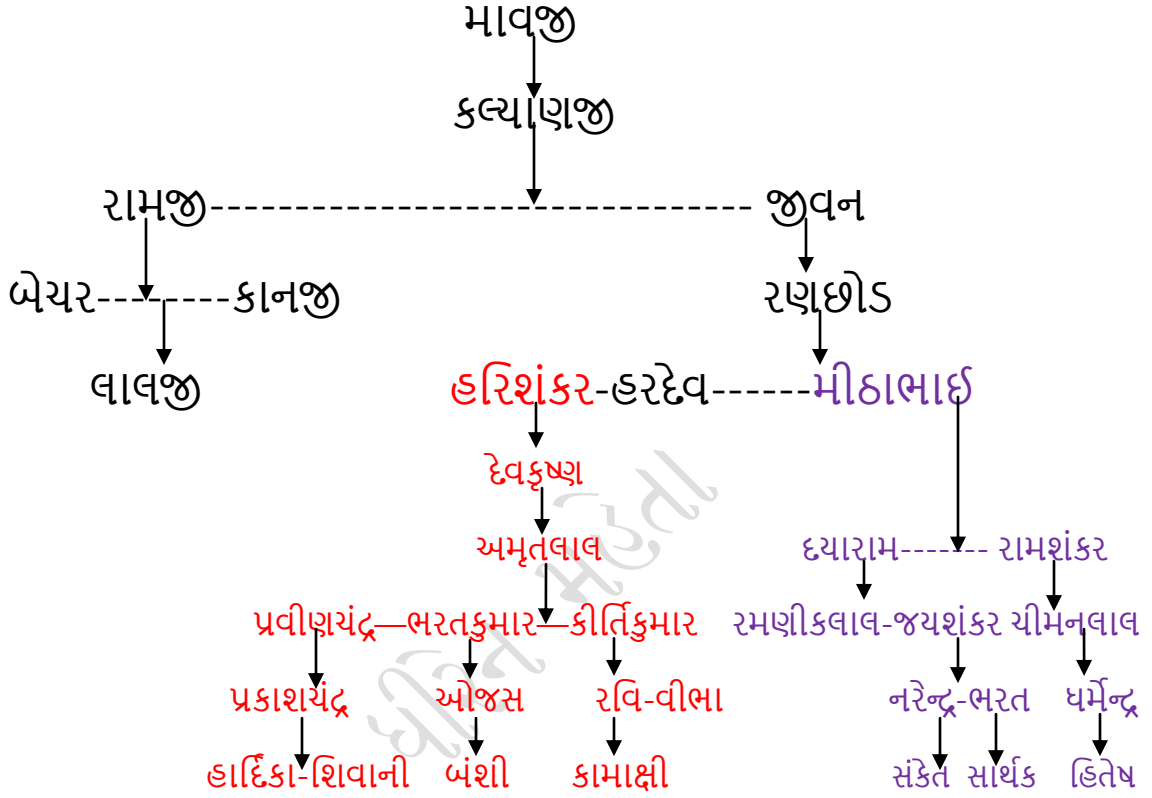 માવજી
કલ્યાણજી
રામજી------------------------------ જીવન
બેચર---------કાનજી રણછોડ
લાલજી હરિશંકર-હરદેવ------મીઠાભાઈ
દેવકૃષ્ણ
અમૃતલાલ દયારામ------- રામશંકર
પ્રવીણચંદ્ર—ભરતકુમાર—કીર્તિકુમાર રમણીકલાલ-જયશંકર ચીમનલાલ
પ્રકાશચંદ્ર ઓજસ રવિ-વીભા નરેન્દ્ર-ભરત ધર્મેન્દ્ર
હાર્દિકા-શિવાની બંશી કામાક્ષી સંકેત સાર્થક હિતેષ
મહેતા